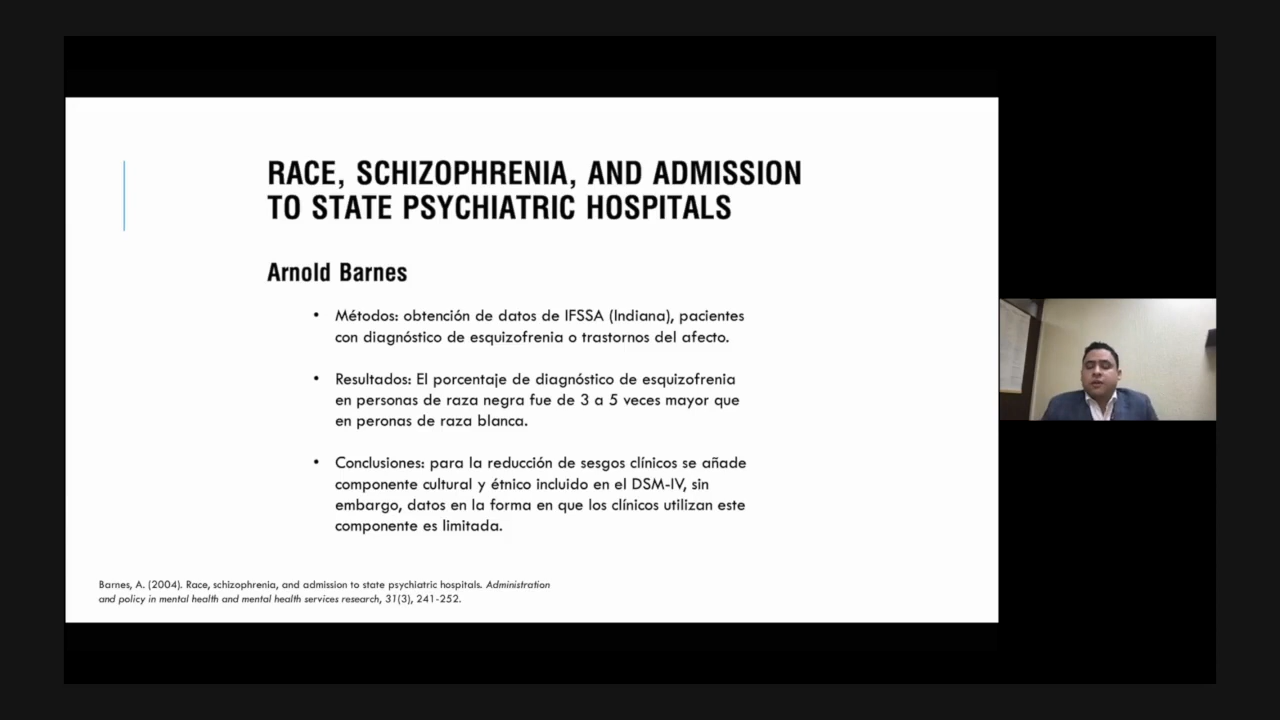 RACE, SCHIZOPHRENIA, AND ADMISSION
TO STATE PSYCHIATRIC HOSPITALS
Arnold Barnes
• Métodos: obtención de datos de IFSSA (Indiana), pacientes
con diagnóstico de esquizofrenia o trastornos del afecto.
• Resultados: El porcentaje de diagnóstico de esquizofrenia
en personas de raza negra fue de 3 a 5 veces mayor que
en peronas de raza blanca.
• Conclusiones: para la reducción de sesgos clínicos se añade
componente cultural y étnico incluido en el DSM-IV, sin
embargo, datos en la forma en que los clínicos utilizan este
componente es limitada.
Barnes, A. (2004). Race, schizophrenia, and admission to state psychiatric hospitals. Administration
and policy in mental health and mental health services research, 31(3), 241-252.